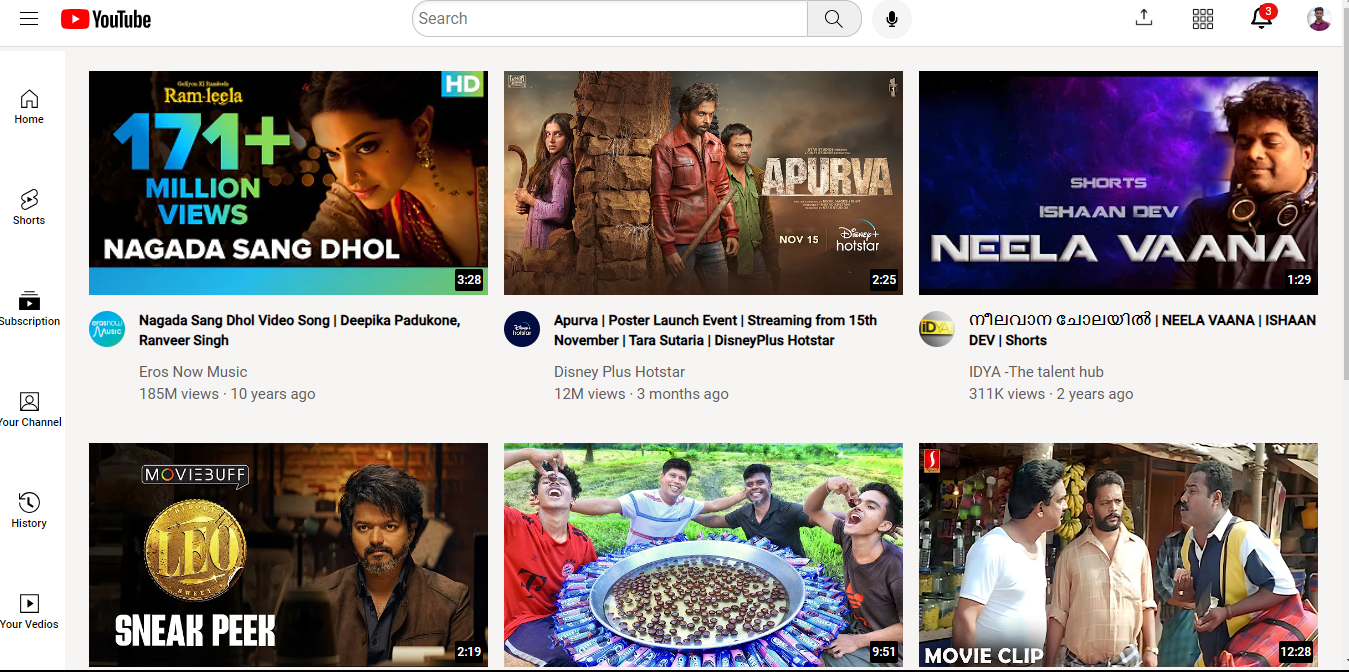 YouTube
Search
3
Home
Shorts
Subscription
Your Channel
History
Your Vedios
Goliyon Ki Raasleela
Ram-leela
HD
171+
MILLION
VIEWS
NAGADA SANG DHOL
3:28
Nagada Sang Dhol Video Song | Deepika Padukone,
Ranveer Singh
Eros Now Music
185M views · 10 years ago
APURVA
NOV 15
Disney+
hotstar
2:25
Apurva | Poster Launch Event | Streaming from 15th
November | Tara Sutaria | DisneyPlus Hotstar
Disney Plus Hotstar
12M views · 3 months ago
SHORTS
ISHAAN DEV
NEELA VAANA
1:29
IDYA
നീലവാന ചോലയിൽ | NEELA VAANA | ISHAAN
DEV | Shorts
IDYA -The talent hub
311K views · 2 years ago
MOVIEBUFF
LEO
SNEAK PEEK
2:19
9:51
MOVIE CLIP
12:28